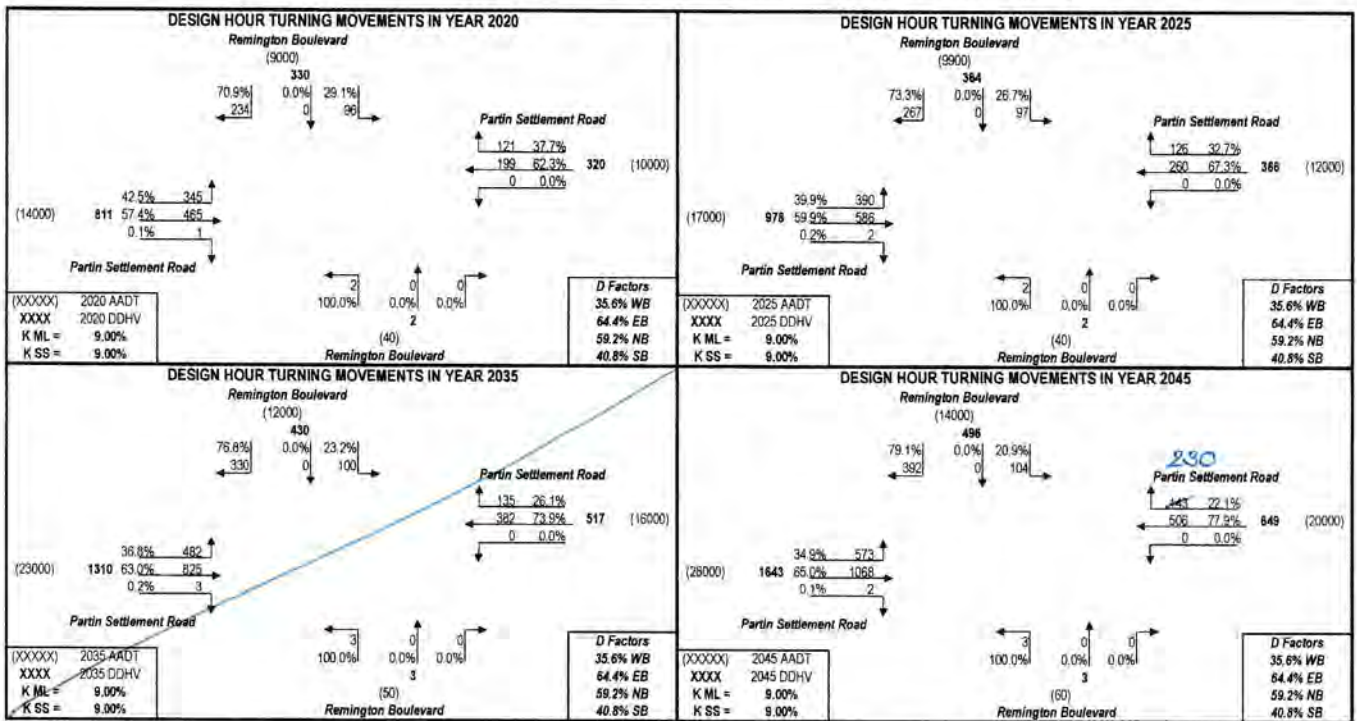 DESIGN HOUR TURNING MOVEMENTS IN YEAR 2020
Remington Boulevard
(9000)
330
70.9% 0.0% 29.1%
234 0 96
Partin Settlement Road
121 37.7%
199 62.3% 320 (10000)
0 0.0%
42.5% 345
(14000) 811 57.4% 465
0.1% 1
Partin Settlement Road
2 0 0
100.0% 0.0% 0.0%
2
(40)
Remington Boulevard
(XXXXX) 2020 AADT
XXXX 2020 DDHV
K ML = 9.00%
K SS = 9.00%
D Factors
35.6% WB
64.4% EB
59.2% NB
40.8% SB
DESIGN HOUR TURNING MOVEMENTS IN YEAR 2025
Remington Boulevard
(9900)
364
73.3% 0.0% 26.7%
267 0 97
Partin Settlement Road
126 32.7%
260 67.3% 386 (12000)
0 0.0%
39.9% 390
(17000) 978 59.9% 586
0.2% 2
Partin Settlement Road
2 0 0
100.0% 0.0% 0.0%
2
(40)
Remington Boulevard
(XXXXX) 2025 AADT
XXXX 2025 DDHV
K ML = 9.00%
K SS = 9.00%
D Factors
35.6% WB
64.4% EB
59.2% NB
40.8% SB
DESIGN HOUR TURNING MOVEMENTS IN YEAR 2035
Remington Boulevard
(12000)
430
76.8% 0.0% 23.2%
330 0 100
Partin Settlement Road
135 26.1%
382 73.9% 517 (16000)
0 0.0%
36.8% 482
(23000) 1310 63.0% 825
0.2% 3
Partin Settlement Road
3 0 0
100.0% 0.0% 0.0%
3
(50)
Remington Boulevard
(XXXXX) 2035 AADT
XXXX 2035 DDHV
K ML = 9.00%
K SS = 9.00%
D Factors
35.6% WB
64.4% EB
59.2% NB
40.8% SB
DESIGN HOUR TURNING MOVEMENTS IN YEAR 2045
Remington Boulevard
(14000)
496
79.1% 0.0% 20.9%
392 0 104
230
Partin Settlement Road
143 22.1%
506 77.9% 649 (20000)
0 0.0%
34.9% 573
(28000) 1643 65.0% 1068
0.1% 2
Partin Settlement Road
3 0 0
100.0% 0.0% 0.0%
3
(60)
Remington Boulevard
(XXXXX) 2045 AADT
XXXX 2045 DDHV
K ML = 9.00%
K SS = 9.00%
D Factors
35.6% WB
64.4% EB
59.2% NB
40.8% SB